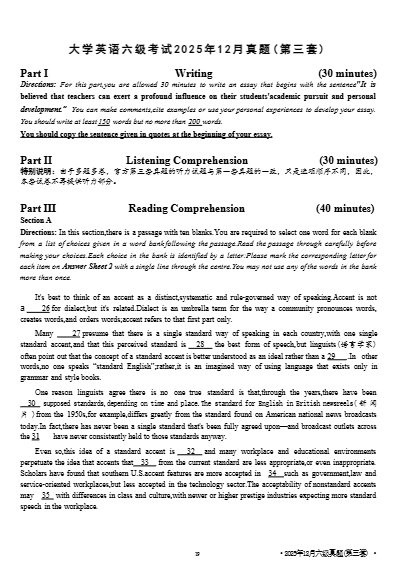 大学英语六级考试2025年12月真题(第三套)
Part I Writing (30 minutes)
Directions: For this part,you are allowed 30 minutes to write an essay that begins with the sentence"It is
believed that teachers can exert a profound influence on their students'academic pursuit and personal
development." You can make comments,cite examples or use your personal experiences to develop your essay.
You should write at least 150 words but no more than 200 words.
You should copy the sentence given in quotes at the beginning of your essay.
Part II Listening Comprehension (30 minutes)
特别说明:由于多题多卷,官方第三套真题的听力试题与第一套真题的一致,只是选项顺序不同,因此,
本套试卷不再提供听力部分。
Part III Reading Comprehension (40 minutes)
Section A
Directions: In this section,there is a passage with ten blanks.You are required to select one word for each blank
from a list of choices given in a word bank following the passage.Read the passage through carefully before
making your choices.Each choice in the bank is identified by a letter.Please mark the corresponding letter for
each item on Answer Sheet 2 with a single line through the centre.You may not use any of the words in the bank
more than once.
It's best to think of an accent as a distinct,systematic and rule-governed way of speaking.Accent is not
a 26 for dialect,but it's related.Dialect is an umbrella term for the way a community pronounces words,
creates words,and orders words;accent refers to that first part only.
Many 27 presume that there is a single standard way of speaking in each country,with one single
standard accent,and that this perceived standard is 28 the best form of speech,but linguists(语言学家)
often point out that the concept of a standard accent is better understood as an ideal rather than a 29 .In other
words,no one speaks "standard English";rather,it is an imagined way of using language that exists only in
grammar and style books.
One reason linguists agree there is no one true standard is that,through the years,there have been
30 supposed standards,depending on time and place.The standard for English in British newsreels(新闻
片)from the 1950s,for example,differs greatly from the standard found on American national news broadcasts
today.In fact,there has never been a single standard that's been fully agreed upon—and broadcast outlets across
the 31 have never consistently held to those standards anyway.
Even so,this idea of a standard accent is 32 and many workplace and educational environments
perpetuate the idea that accents that 33 from the current standard are less appropriate,or even inappropriate.
Scholars have found that southern U.S.accent features are more accepted in 34 such as government,law and
service-oriented workplaces,but less accepted in the technology sector.The acceptability of nonstandard accents
may 35 with differences in class and culture,with newer or higher prestige industries expecting more standard
speech in the workplace.
19 ·2025年12月六级真题(第三套)·